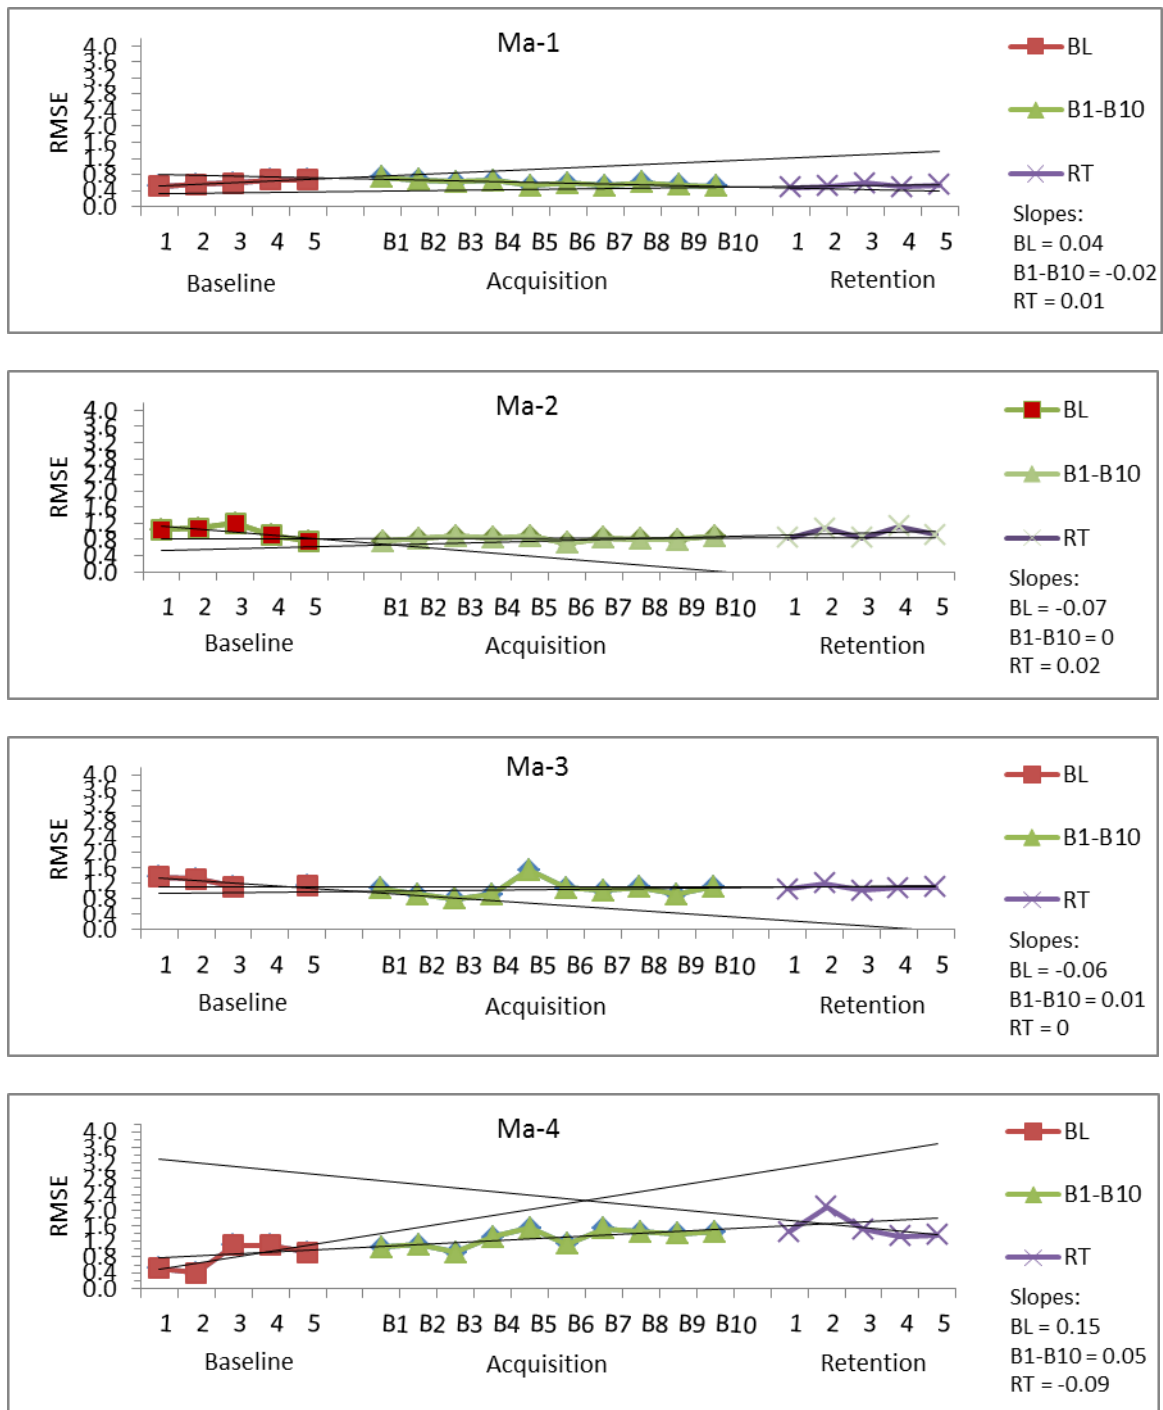 Ma-1
RMSE
4.0
3.6
3.2
2.8
2.4
2.0
1.6
1.2
0.8
0.4
0.0
1 2 3 4 5 B1 B2 B3 B4 B5 B6 B7 B8 B9 B10 1 2 3 4 5
Baseline Acquisition Retention
BL
B1-B10
RT
Slopes:
BL = 0.04
B1-B10 = -0.02
RT = 0.01
Ma-2
RMSE
4.0
3.6
3.2
2.8
2.4
2.0
1.6
1.2
0.8
0.4
0.0
1 2 3 4 5 B1 B2 B3 B4 B5 B6 B7 B8 B9 B10 1 2 3 4 5
Baseline Acquisition Retention
BL
B1-B10
RT
Slopes:
BL = -0.07
B1-B10 = 0
RT = 0.02
Ma-3
RMSE
4.0
3.6
3.2
2.8
2.4
2.0
1.6
1.2
0.8
0.4
0.0
1 2 3 4 5 B1 B2 B3 B4 B5 B6 B7 B8 B9 B10 1 2 3 4 5
Baseline Acquisition Retention
BL
B1-B10
RT
Slopes:
BL = -0.06
B1-B10 = 0.01
RT = 0
Ma-4
RMSE
4.0
3.6
3.2
2.8
2.4
2.0
1.6
1.2
0.8
0.4
0.0
1 2 3 4 5 B1 B2 B3 B4 B5 B6 B7 B8 B9 B10 1 2 3 4 5
Baseline Acquisition Retention
BL
B1-B10
RT
Slopes:
BL = 0.15
B1-B10 = 0.05
RT = -0.09